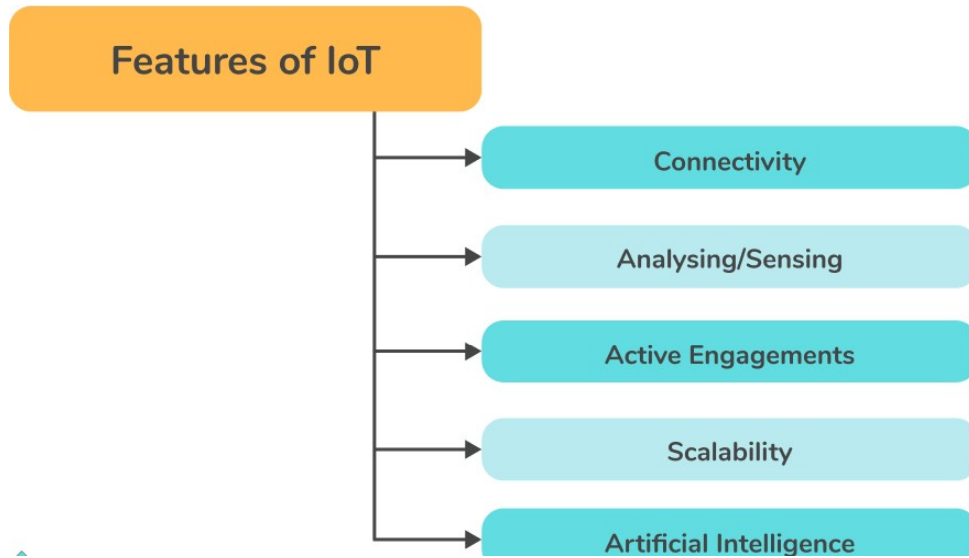 Features of IoT
Connectivity
Analysing/Sensing
Active Engagements
Scalability
Artificial Intelligence